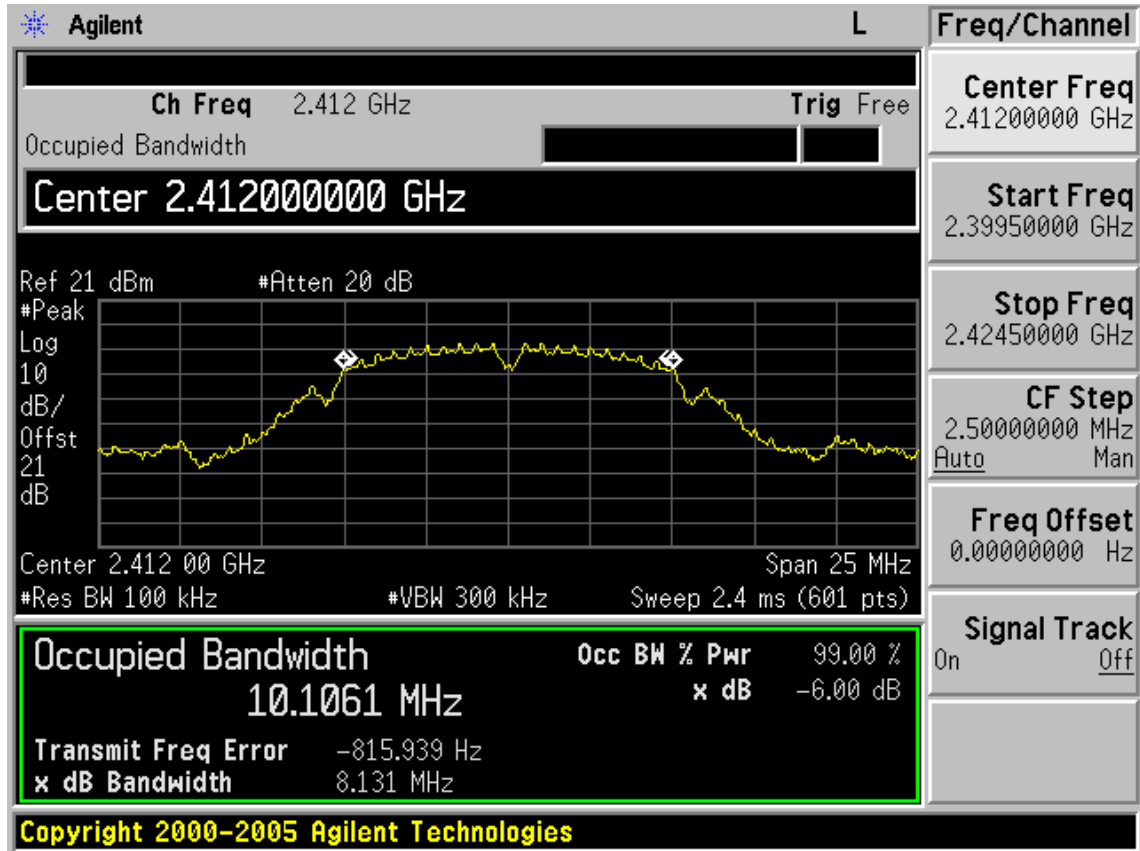 Agilent L
Ch Freq 2.412 GHz Trig Free
Occupied Bandwidth
Center 2.412000000 GHz
Ref 21 dBm #Atten 20 dB
#Peak
Log
10
dB/
Offst
21
dB
Center 2.412 00 GHz Span 25 MHz
#Res BW 100 kHz #VBW 300 kHz Sweep 2.4 ms (601 pts)
Occupied Bandwidth
10.1061 MHz
Occ BW % Pwr 99.00 %
x dB -6.00 dB
Transmit Freq Error -815.939 Hz
x dB Bandwidth 8.131 MHz
Copyright 2000-2005 Agilent Technologies
Freq/Channel
Center Freq
2.41200000 GHz
Start Freq
2.39950000 GHz
Stop Freq
2.42450000 GHz
CF Step
2.50000000 MHz
Auto Man
Freq Offset
0.00000000 Hz
Signal Track
On Off